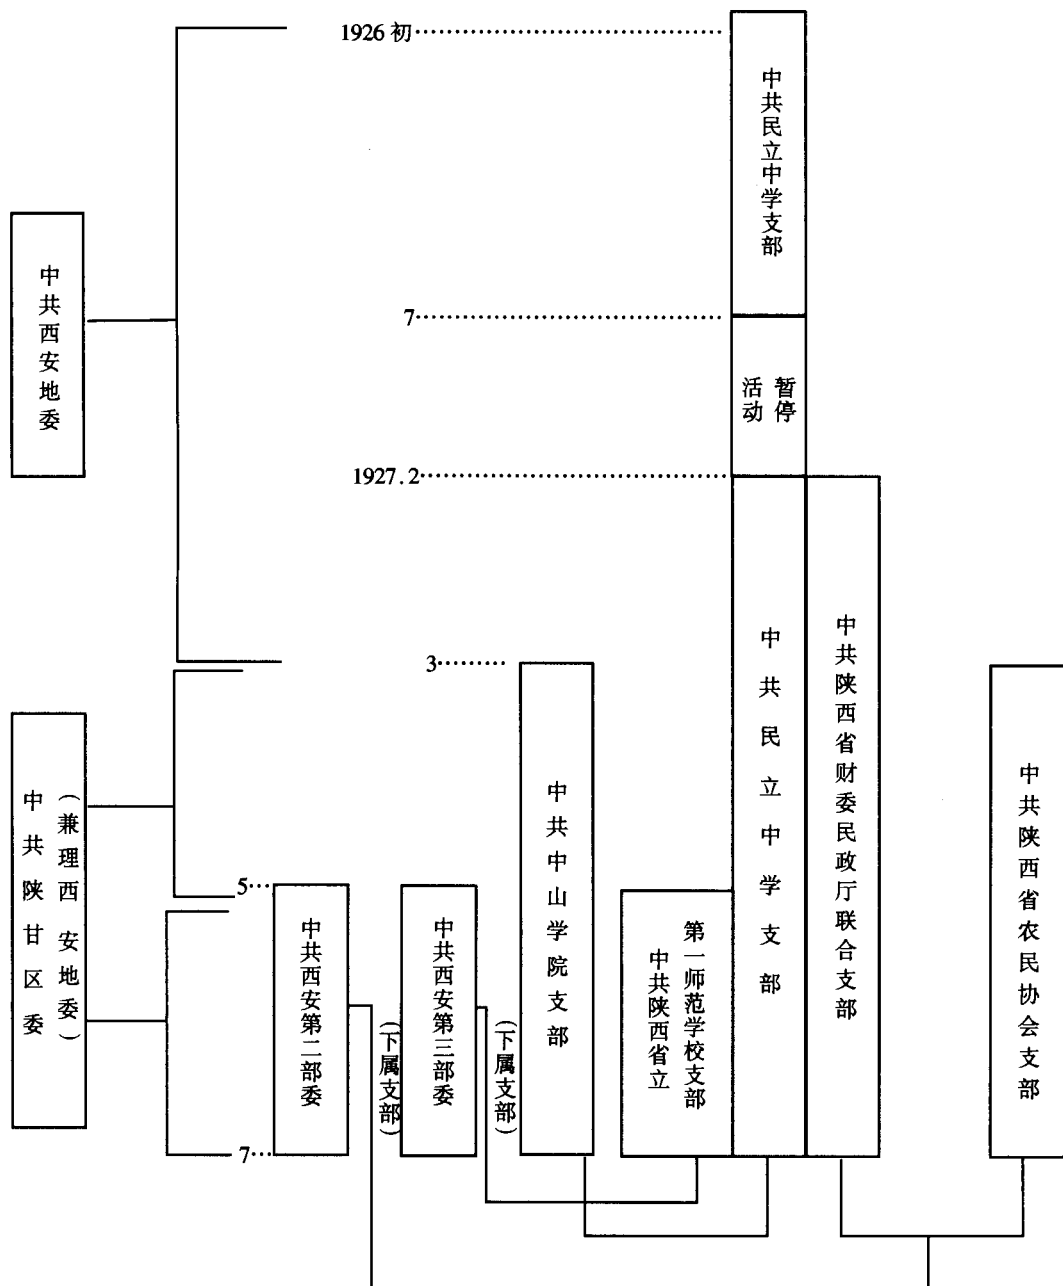 1926初
中共民立中学支部
中共西安地委
7
暂停
活动
1927.2
中共民立中学支部
中共陕西省财委民政厅联合支部
3
中共中山学院支部
中共陕西省农民协会支部
(兼理西安地委)
中共陕甘区委
5
中共西安第二部委
(下属支部)
中共西安第三部委
(下属支部)
第一师范学校支部
中共陕西省立
7